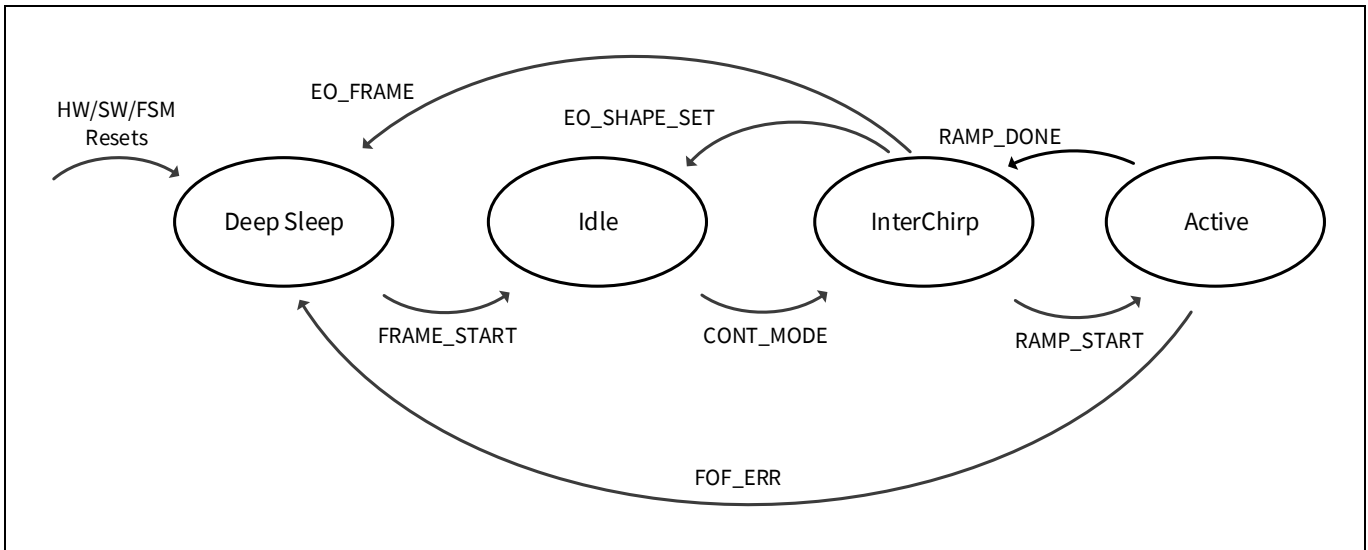 EO_FRAME
HW/SW/FSM
Resets
EO_SHAPE_SET
RAMP_DONE
Deep Sleep
Idle
InterChirp
Active
FRAME_START
CONT_MODE
RAMP_START
FOF_ERR